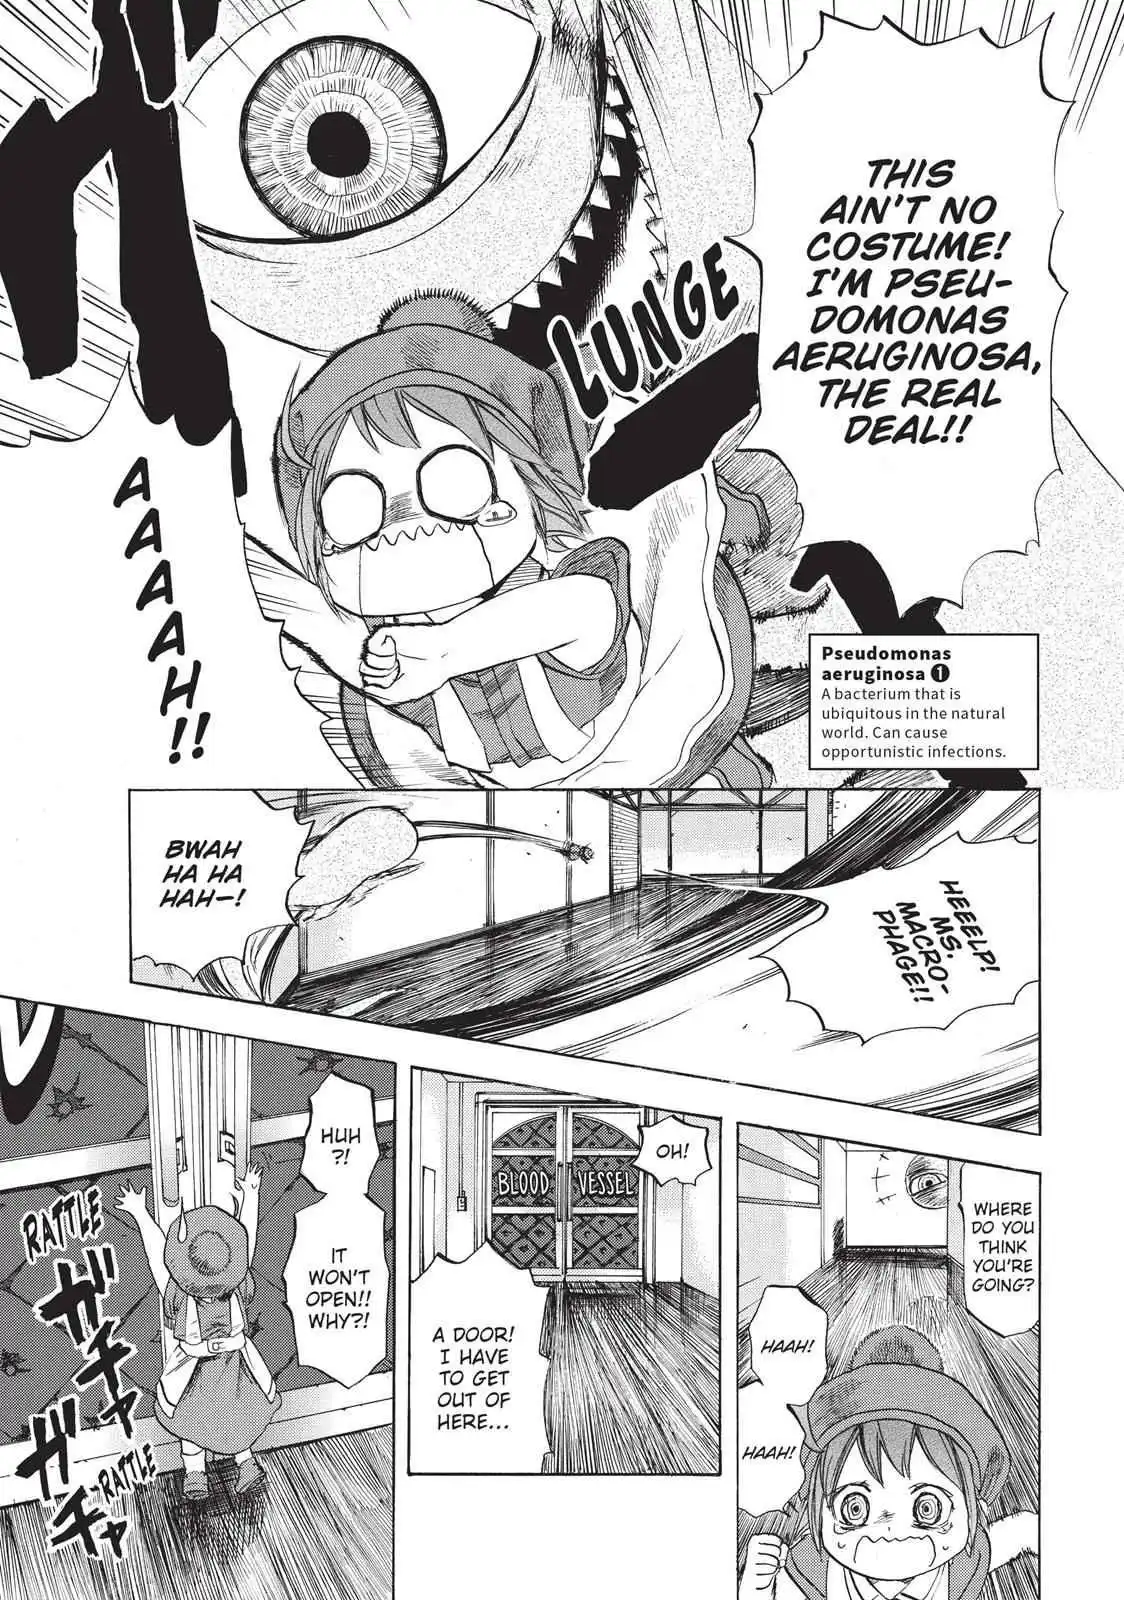 THIS
AIN'T NO
COSTUME!
I'M PSEU-
DOMONAS
AERUGINOSA,
THE REAL
DEAL!!
LUNGE
AAAAH!!
Pseudomonas
aeruginosa ❶
A bacterium that is
ubiquitous in the natural
world. Can cause
opportunistic infections.
HEEELP!
MS.
MACRO-
PHAGE!!
BWAH
HA HA
HAH-!
WHERE
DO YOU
THINK
YOU'RE
GOING?
HAAH!
HAAH!
OH!
BLOOD VESSEL
A DOOR!
I HAVE
TO GET
OUT OF
HERE...
HUH
?!
IT
WON'T
OPEN!!
WHY?!
RATTLE
ガチャ
RATTLE
ガチャ